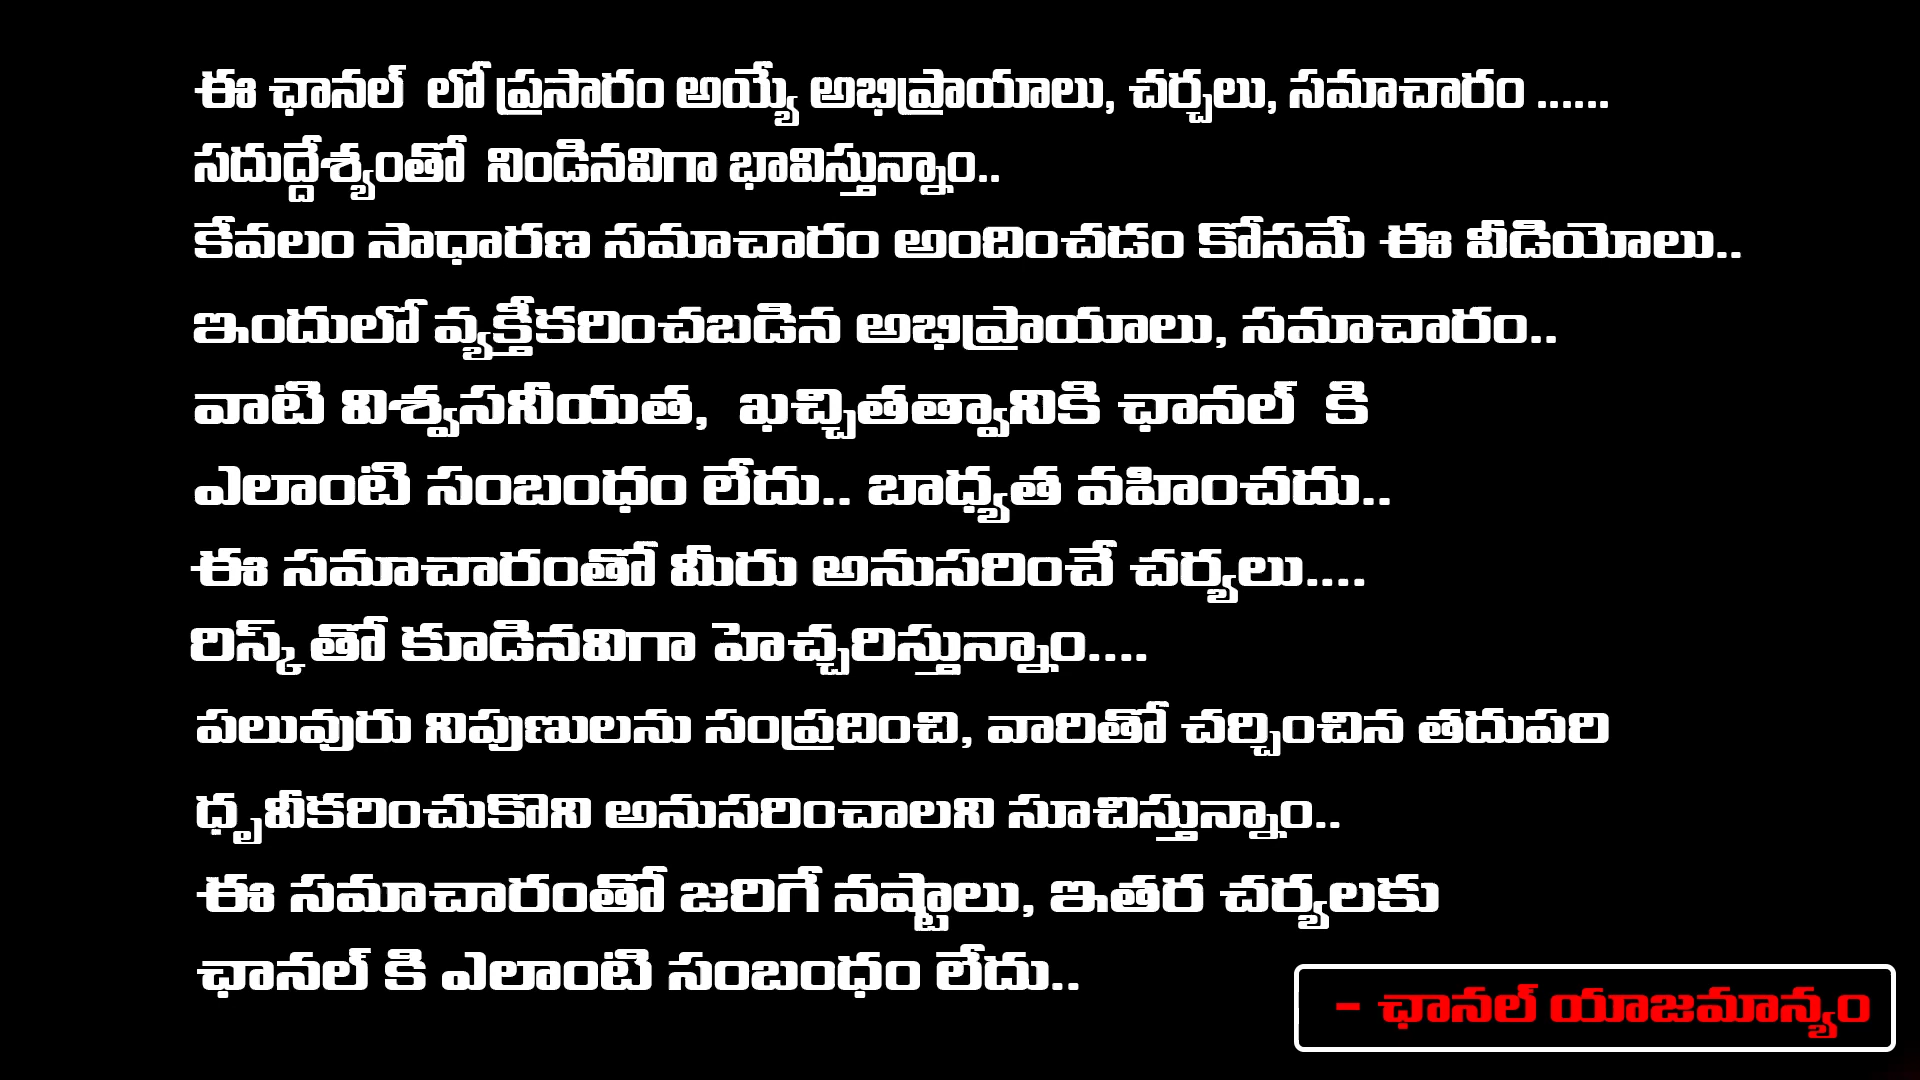 ఈ ఛానల్ లో ప్రసారం అయ్యే అభిప్రాయాలు, చర్చలు, సమాచారం ......
సదుద్దేశ్యంతో నిండినవిగా భావిస్తున్నాం..
కేవలం సాధారణ సమాచారం అందించడం కోసమే ఈ వీడియోలు..
ఇందులో వ్యక్తీకరించబడిన అభిప్రాయాలు, సమాచారం..
వాటి విశ్వసనీయత, ఖచ్చితత్వానికి ఛానల్ కి
ఎలాంటి సంబంధం లేదు.. బాధ్యత వహించదు..
ఈ సమాచారంతో మీరు అనుసరించే చర్యలు....
రిస్క్ తో కూడినవిగా హెచ్చరిస్తున్నాం....
పలువురు నిపుణులను సంప్రదించి, వారితో చర్చించిన తదుపరి
ధృవీకరించుకొని అనుసరించాలని సూచిస్తున్నాం..
ఈ సమాచారంతో జరిగే నష్టాలు, ఇతర చర్యలకు
ఛానల్ కి ఎలాంటి సంబంధం లేదు..
- ఛానల్ యాజమాన్యం